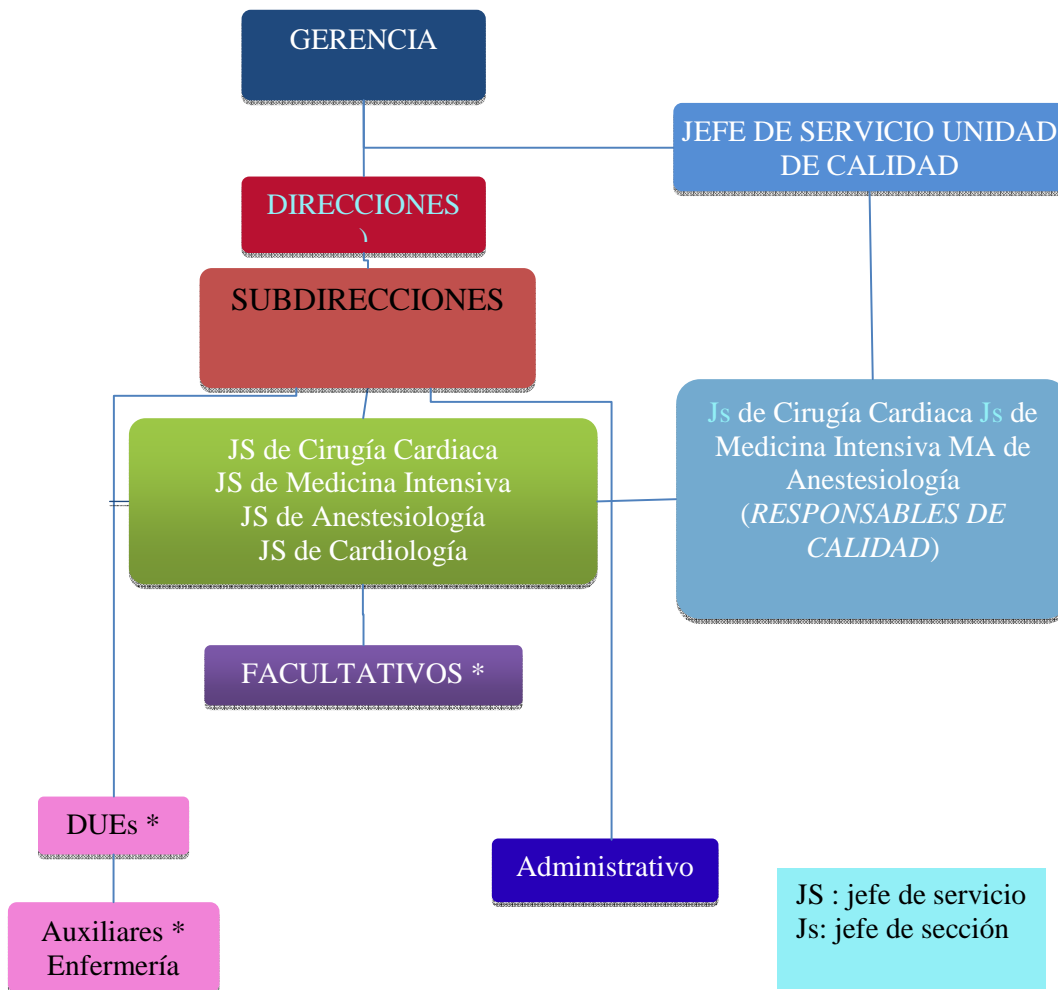 GERENCIA
JEFE DE SERVICIO UNIDAD
DE CALIDAD
DIRECCIONES
)
SUBDIRECCIONES
JS de Cirugía Cardiaca
JS de Medicina Intensiva
JS de Anestesiología
JS de Cardiología
Js de Cirugía Cardiaca Js de
Medicina Intensiva MA de
Anestesiología
(RESPONSABLES DE
CALIDAD)
FACULTATIVOS *
DUEs *
Administrativo
Auxiliares *
Enfermería
JS : jefe de servicio
Js: jefe de sección